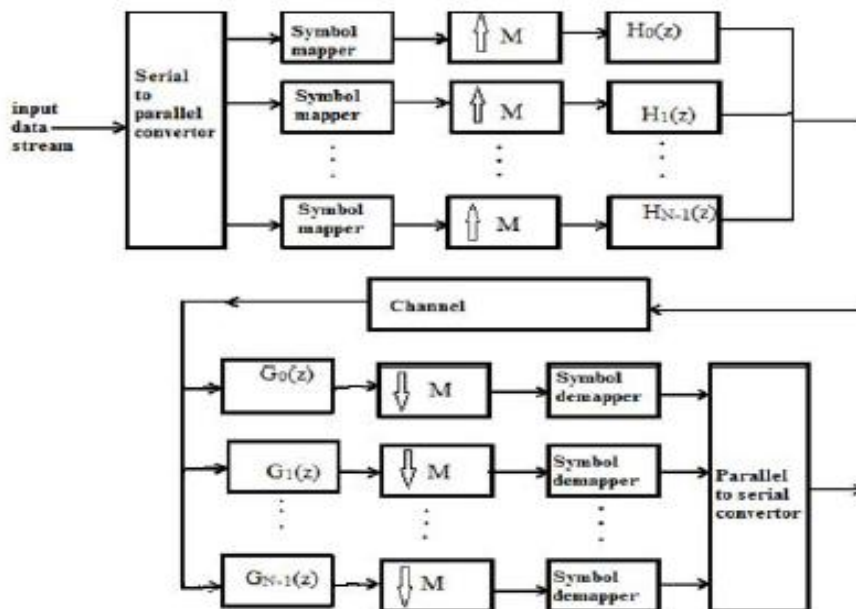 Symbol
mapper
M
H0(z)
Serial
to
parallel
convertor
input
data
stream
Symbol
mapper
M
H1(z)
Symbol
mapper
M
HN-1(z)
Channel
G0(z)
M
Symbol
demapper
G1(z)
M
Symbol
demapper
Parallel
to serial
convertor
GN-1(z)
M
Symbol
demapper